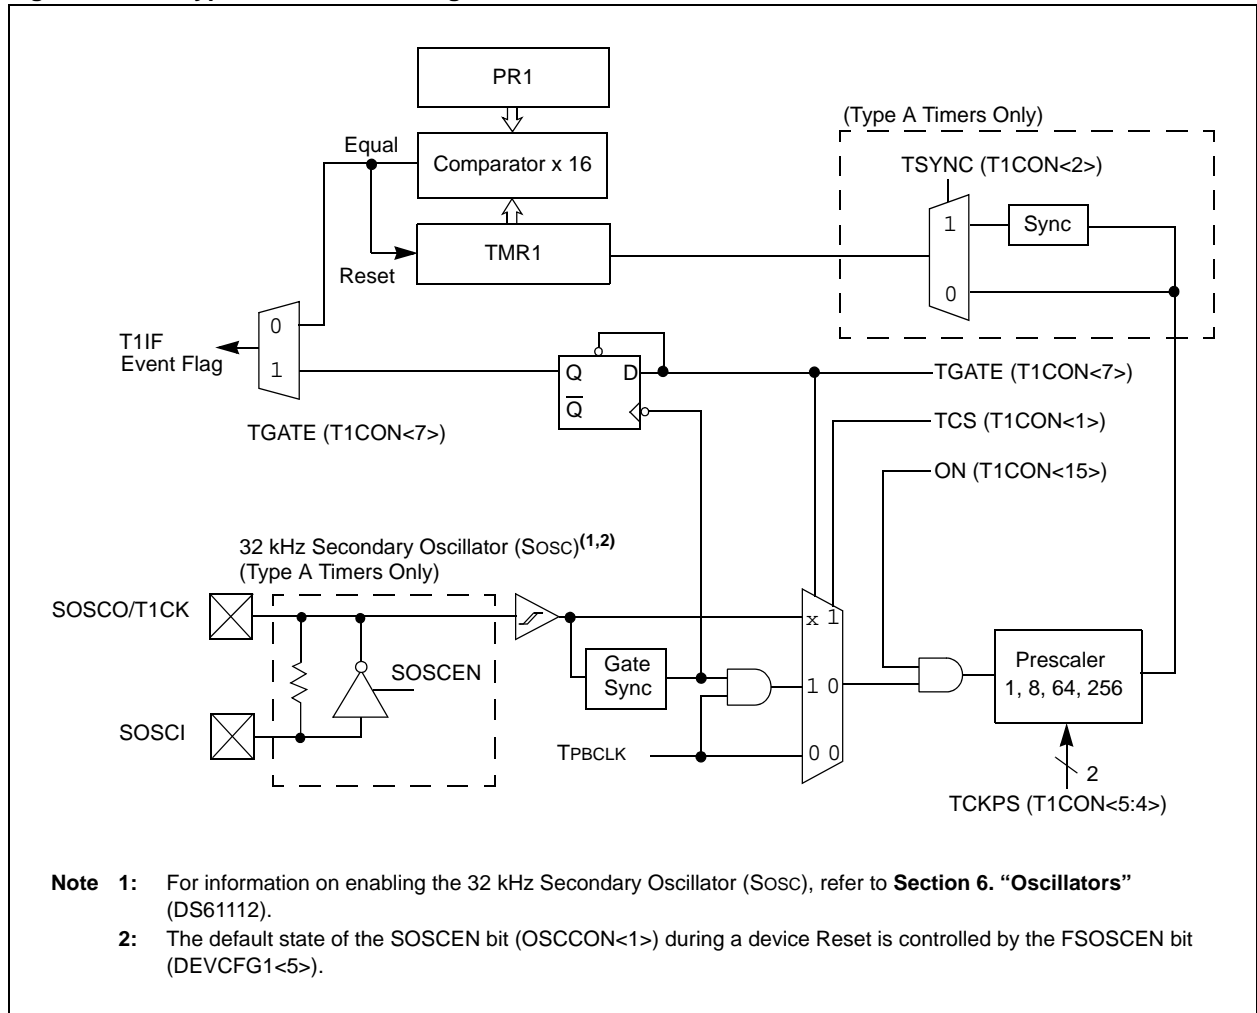 PR1
(Type A Timers Only)
Equal
Comparator x 16
TSYNC (T1CON<2>)
1
Sync
TMR1
Reset
0
0
T1IF
Event Flag
1
Q
D
Q
TGATE (T1CON<7>)
TCS (T1CON<1>)
TGATE (T1CON<7>)
ON (T1CON<15>)
32 kHz Secondary Oscillator (SOSC)(1,2)
(Type A Timers Only)
SOSCO/T1CK
x 1
SOSCEN
Gate
Sync
Prescaler
1, 8, 64, 256
1 0
SOSCI
TPBCLK
0 0
2
TCKPS (T1CON<5:4>)
Note 1: For information on enabling the 32 kHz Secondary Oscillator (SOSC), refer to Section 6. “Oscillators”
(DS61112).
2: The default state of the SOSCEN bit (OSCCON<1>) during a device Reset is controlled by the FSOSCEN bit
(DEVCFG1<5>).